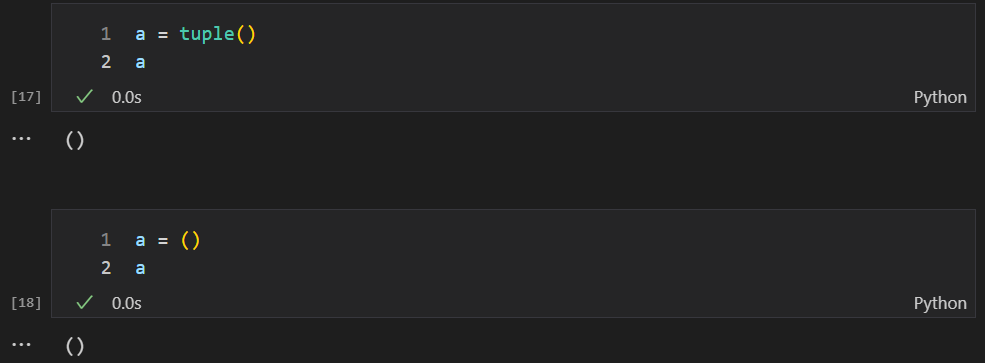 1 a = tuple()
2 a
[17] ✓ 0.0s Python
... ()
1 a = ()
2 a
[18] ✓ 0.0s Python
... ()